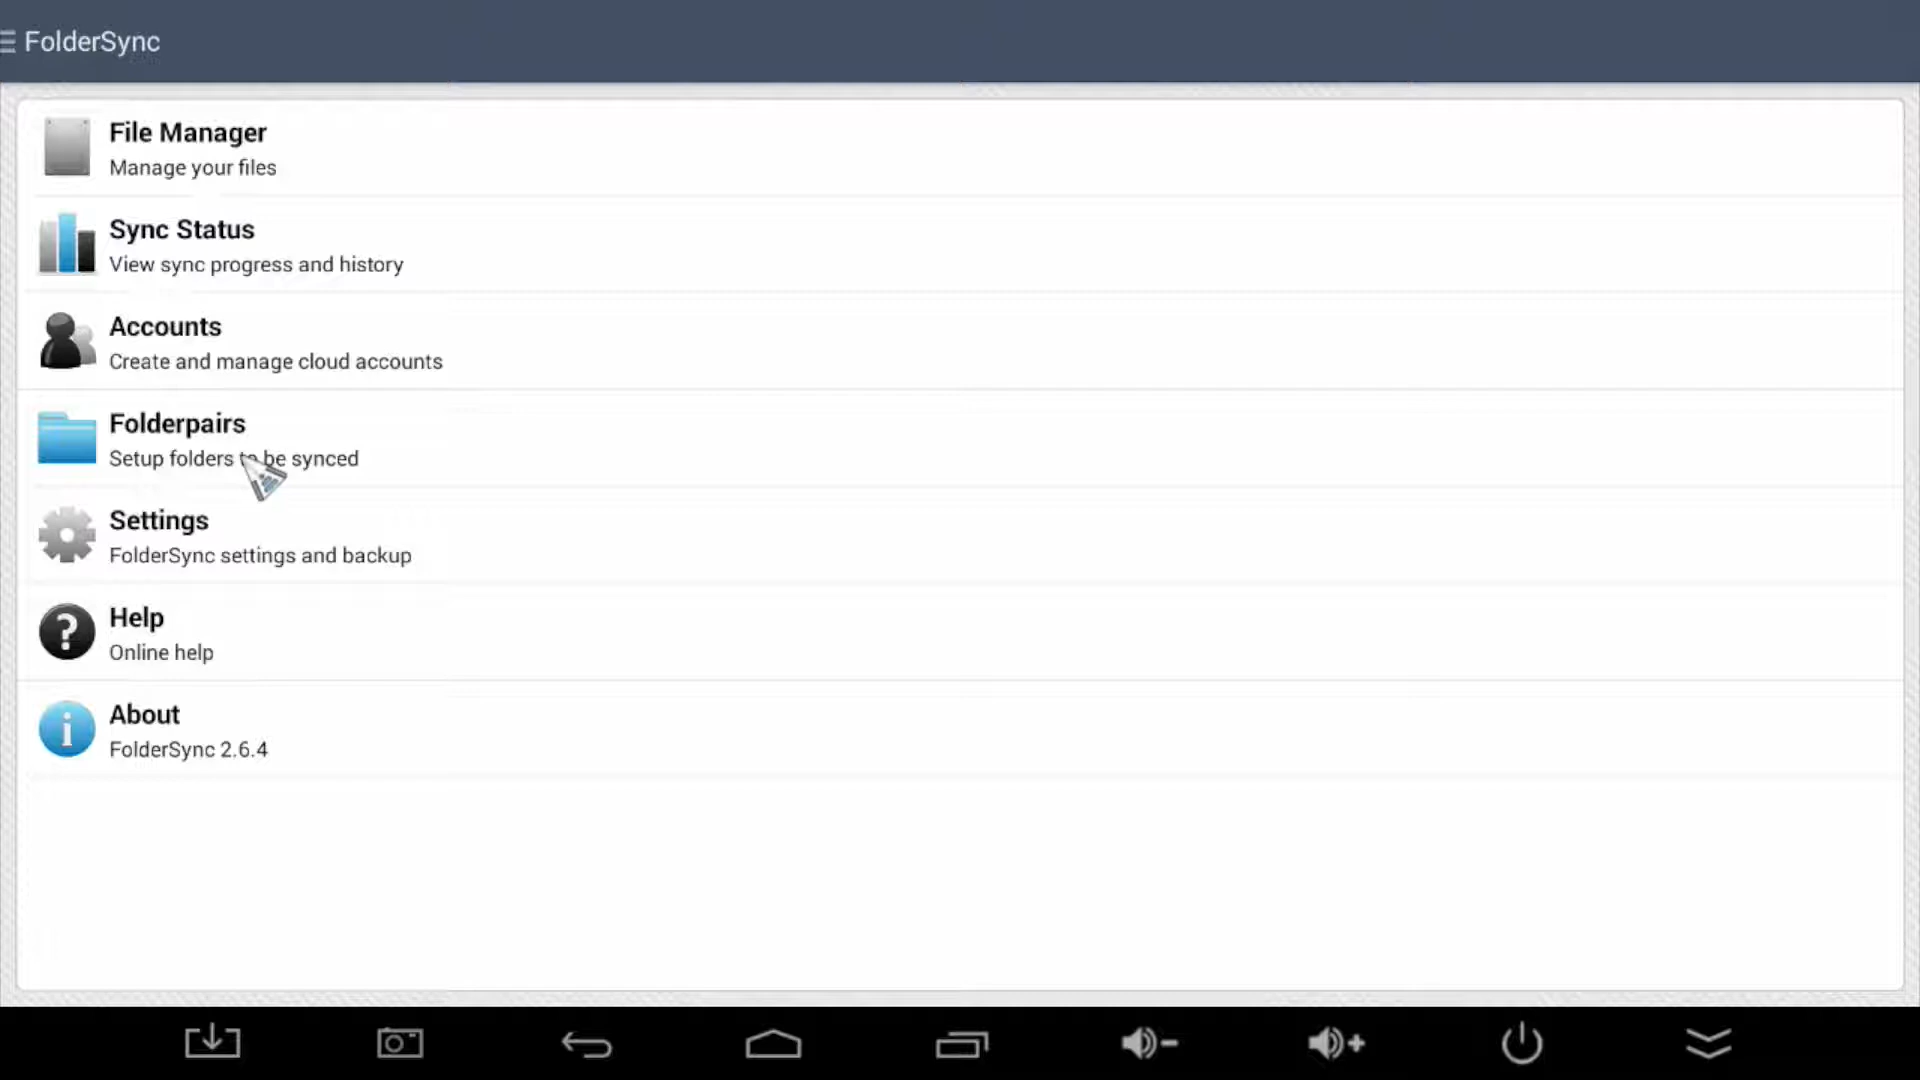 FolderSync
File Manager
Manage your files
Sync Status
View sync progress and history
Accounts
Create and manage cloud accounts
Folderpairs
Setup folders to be synced
Settings
FolderSync settings and backup
Help
Online help
About
FolderSync 2.6.4